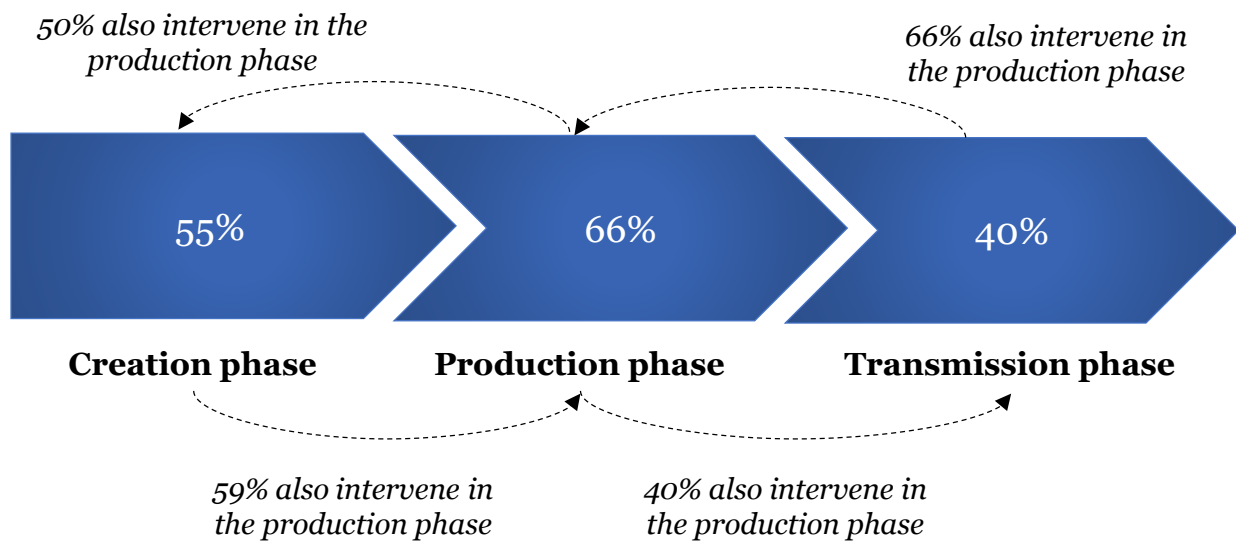 50% also intervene in the
production phase
66% also intervene in
the production phase
55%
66%
40%
Creation phase
Production phase
Transmission phase
59% also intervene in
the production phase
40% also intervene in
the production phase